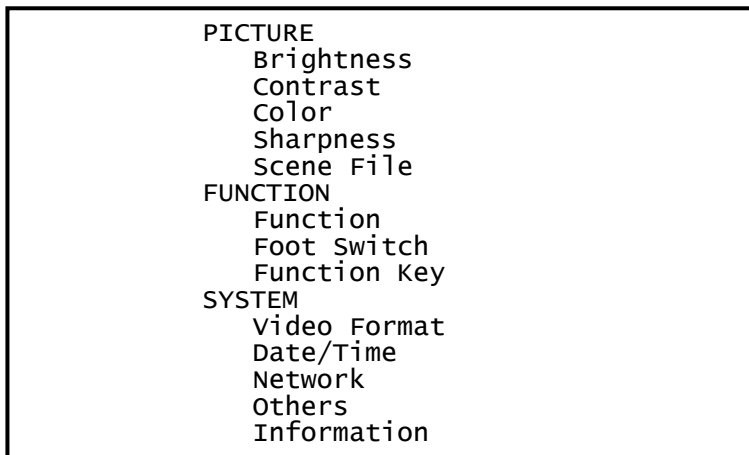 PICTURE
Brightness
Contrast
Color
Sharpness
Scene File
FUNCTION
Function
Foot Switch
Function Key
SYSTEM
Video Format
Date/Time
Network
Others
Information